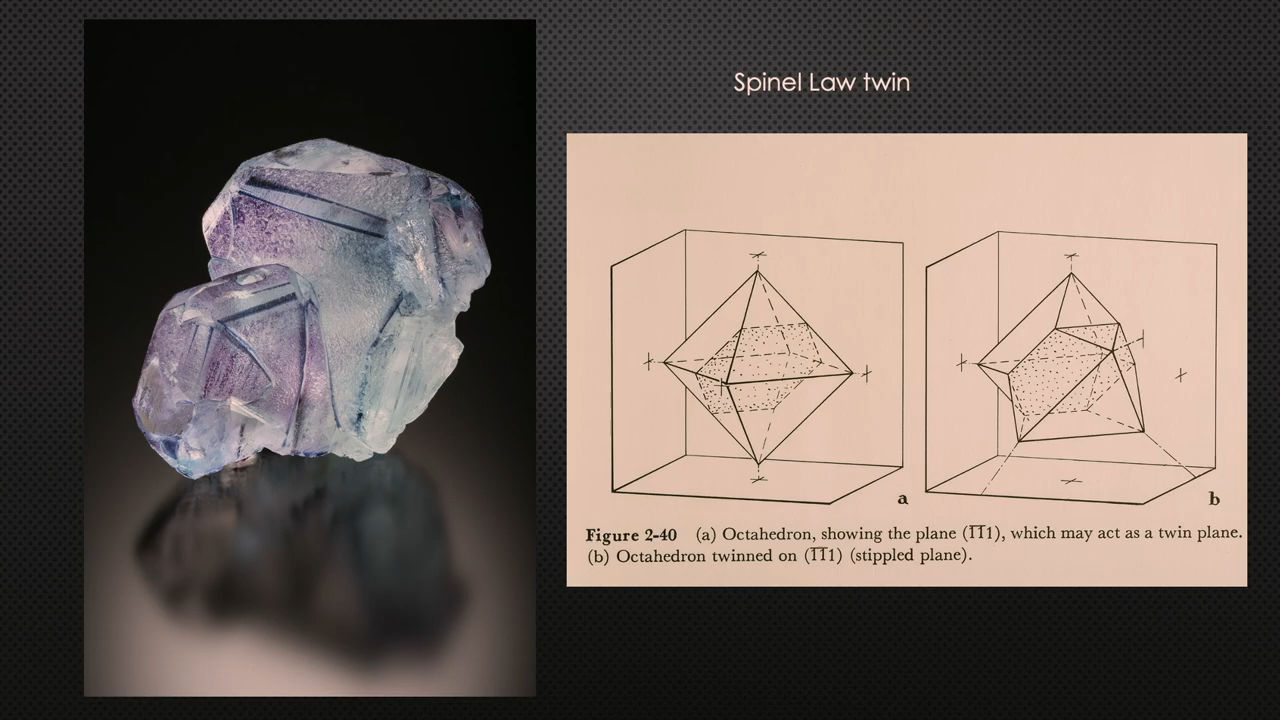 Spinel Law twin
a
b
Figure 2-40 (a) Octahedron, showing the plane (1̄1̄1), which may act as a twin plane.
(b) Octahedron twinned on (1̄1̄1) (stippled plane).